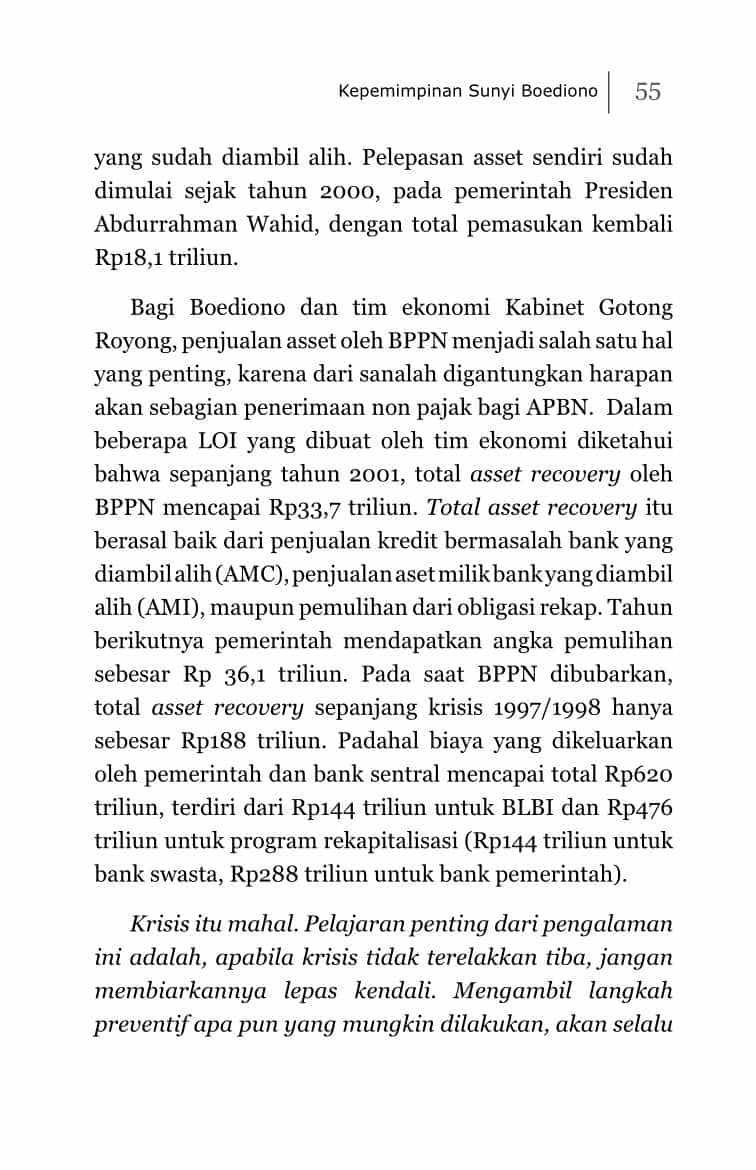 Kepemimpinan Sunyi Boediono 55
yang sudah diambil alih. Pelepasan asset sendiri sudah
dimulai sejak tahun 2000, pada pemerintah Presiden
Abdurrahman Wahid, dengan total pemasukan kembali
Rp18,1 triliun.
Bagi Boediono dan tim ekonomi Kabinet Gotong
Royong, penjualan asset oleh BPPN menjadi salah satu hal
yang penting, karena dari sanalah digantungkan harapan
akan sebagian penerimaan non pajak bagi APBN. Dalam
beberapa LOI yang dibuat oleh tim ekonomi diketahui
bahwa sepanjang tahun 2001, total asset recovery oleh
BPPN mencapai Rp33,7 triliun. Total asset recovery itu
berasal baik dari penjualan kredit bermasalah bank yang
diambil alih (AMC), penjualan aset milik bank yang diambil
alih (AMI), maupun pemulihan dari obligasi rekap. Tahun
berikutnya pemerintah mendapatkan angka pemulihan
sebesar Rp 36,1 triliun. Pada saat BPPN dibubarkan,
total asset recovery sepanjang krisis 1997/1998 hanya
sebesar Rp188 triliun. Padahal biaya yang dikeluarkan
oleh pemerintah dan bank sentral mencapai total Rp620
triliun, terdiri dari Rp144 triliun untuk BLBI dan Rp476
triliun untuk program rekapitalisasi (Rp144 triliun untuk
bank swasta, Rp288 triliun untuk bank pemerintah).
Krisis itu mahal. Pelajaran penting dari pengalaman
ini adalah, apabila krisis tidak terelakkan tiba, jangan
membiarkannya lepas kendali. Mengambil langkah
preventif apa pun yang mungkin dilakukan, akan selalu